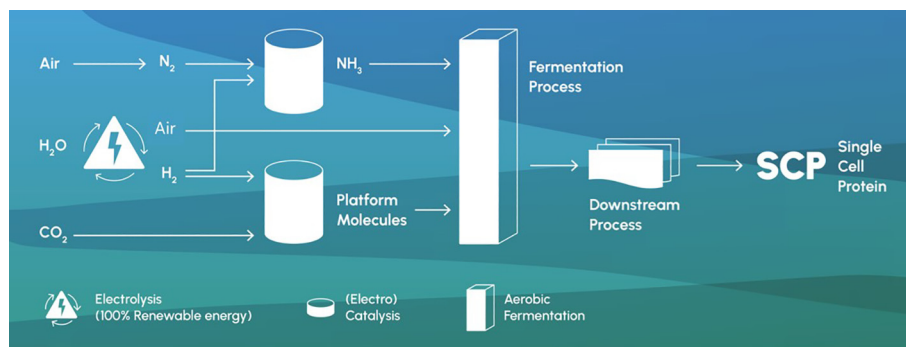 Air
N₂
NH₃
Fermentation
Process
H₂O
Air
H₂
Platform
Molecules
CO₂
Downstream
Process
SCP
Single
Cell
Protein
Electrolysis
(100% Renewable energy)
(Electro)
Catalysis
Aerobic
Fermentation